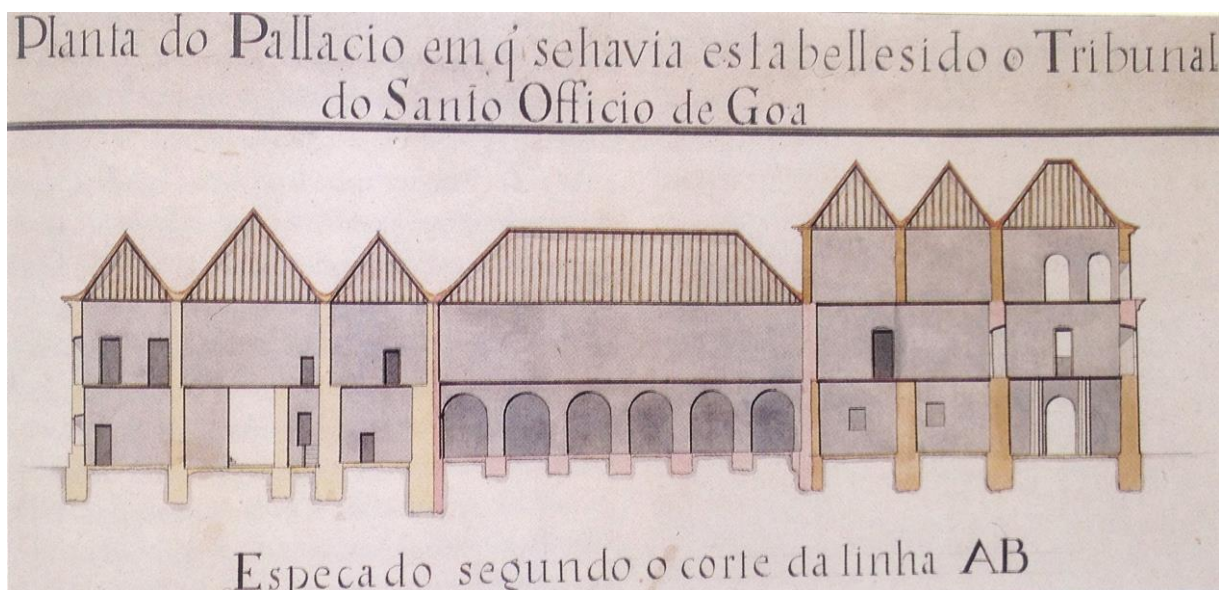 Planta do Pallacio em q̃ sehavia estabellesido o Tribunal
do Santo Officio de Goa
Especado segundo o corte da linha AB